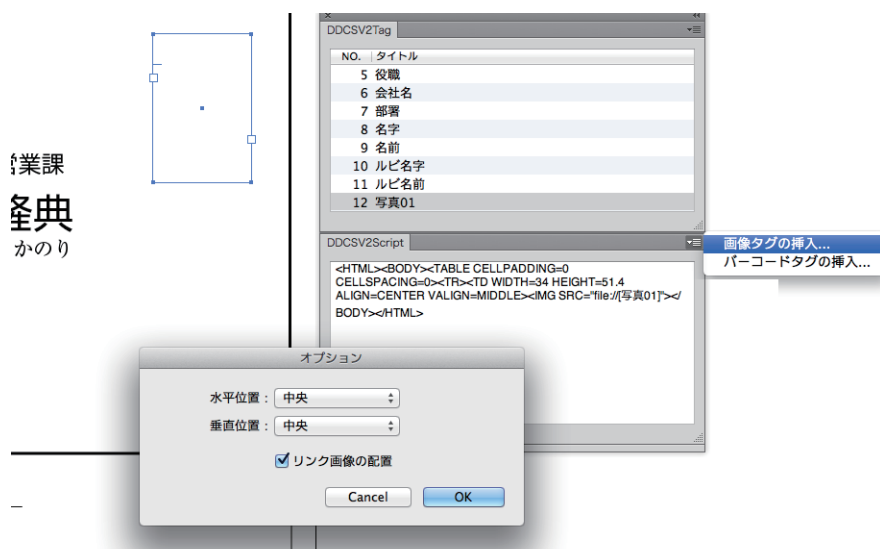 DDCSV2Tag
NO. タイトル
5 役職
6 会社名
7 部署
8 名字
9 名前
10 ルビ名字
11 ルビ名前
12 写真01
営業課
隆典
かのり
DDCSV2Script
画像タグの挿入...
バーコードタグの挿入...
<HTML><BODY><TABLE CELLPADDING=0
CELLSPACING=0><TR><TD WIDTH=34 HEIGHT=51.4
ALIGN=CENTER VALIGN=MIDDLE><IMG SRC="file://[写真01]"></
BODY></HTML>
オプション
水平位置： 中央
垂直位置： 中央
リンク画像の配置
Cancel OK